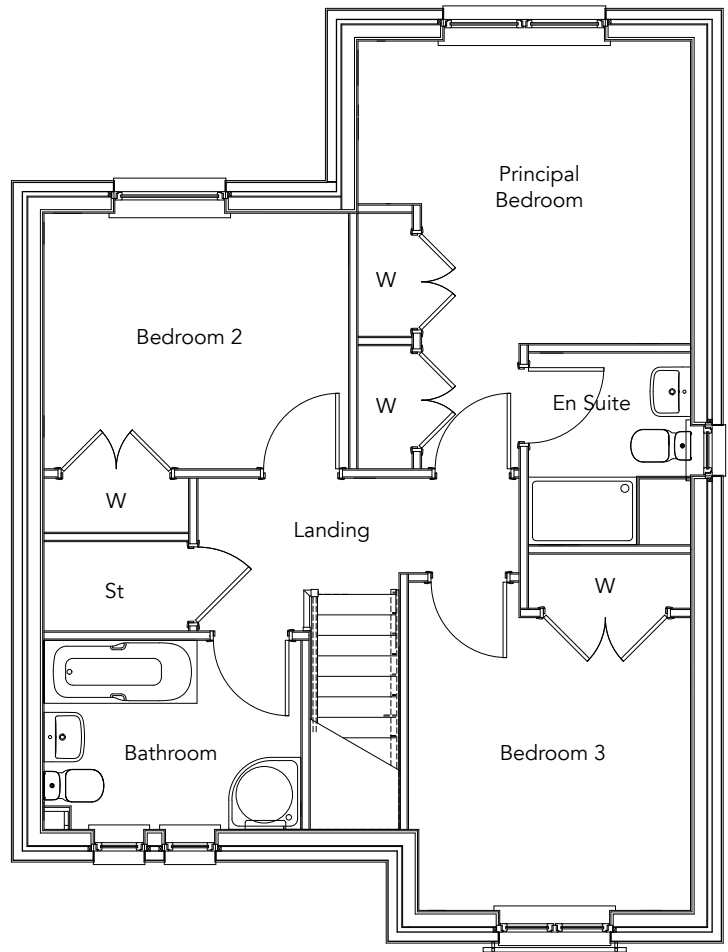 Principal
Bedroom
W
Bedroom 2
W
En Suite
W
Landing
St
W
Bathroom
Bedroom 3